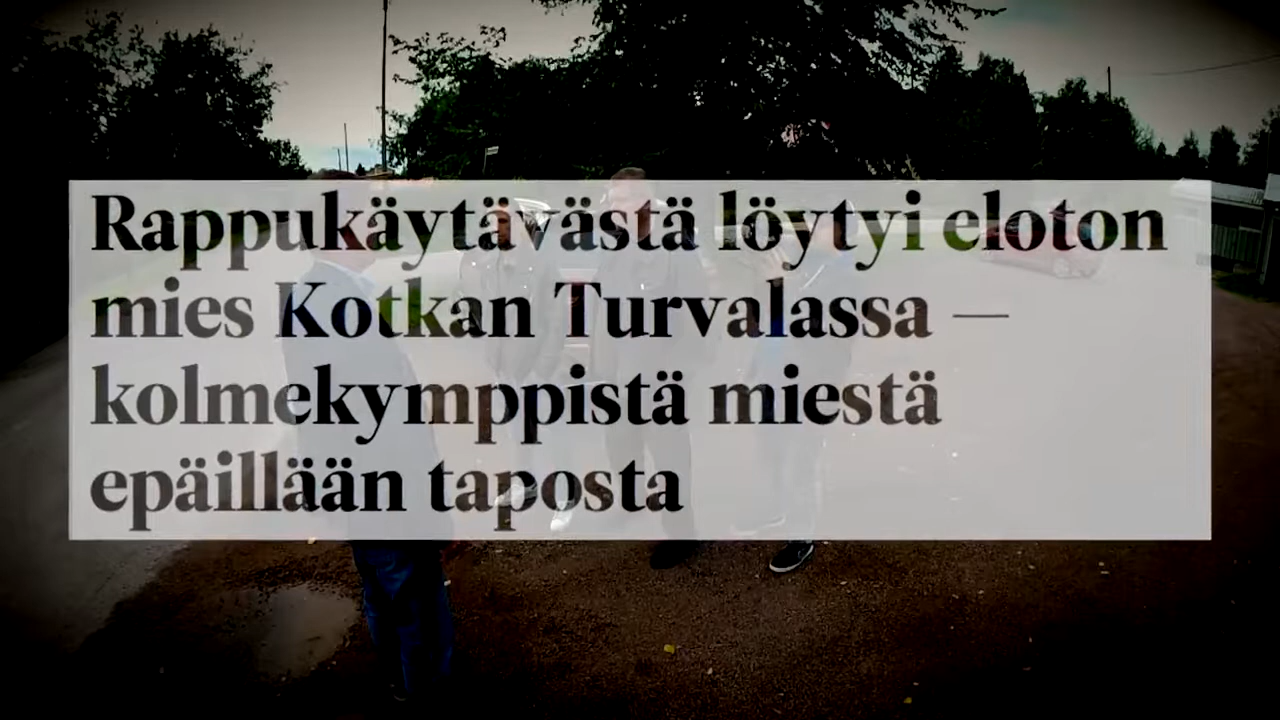 Rappukäytävästä löytyi eloton
mies Kotkan Turvalassa —
kolmekymppistä miestä
epäillään taposta